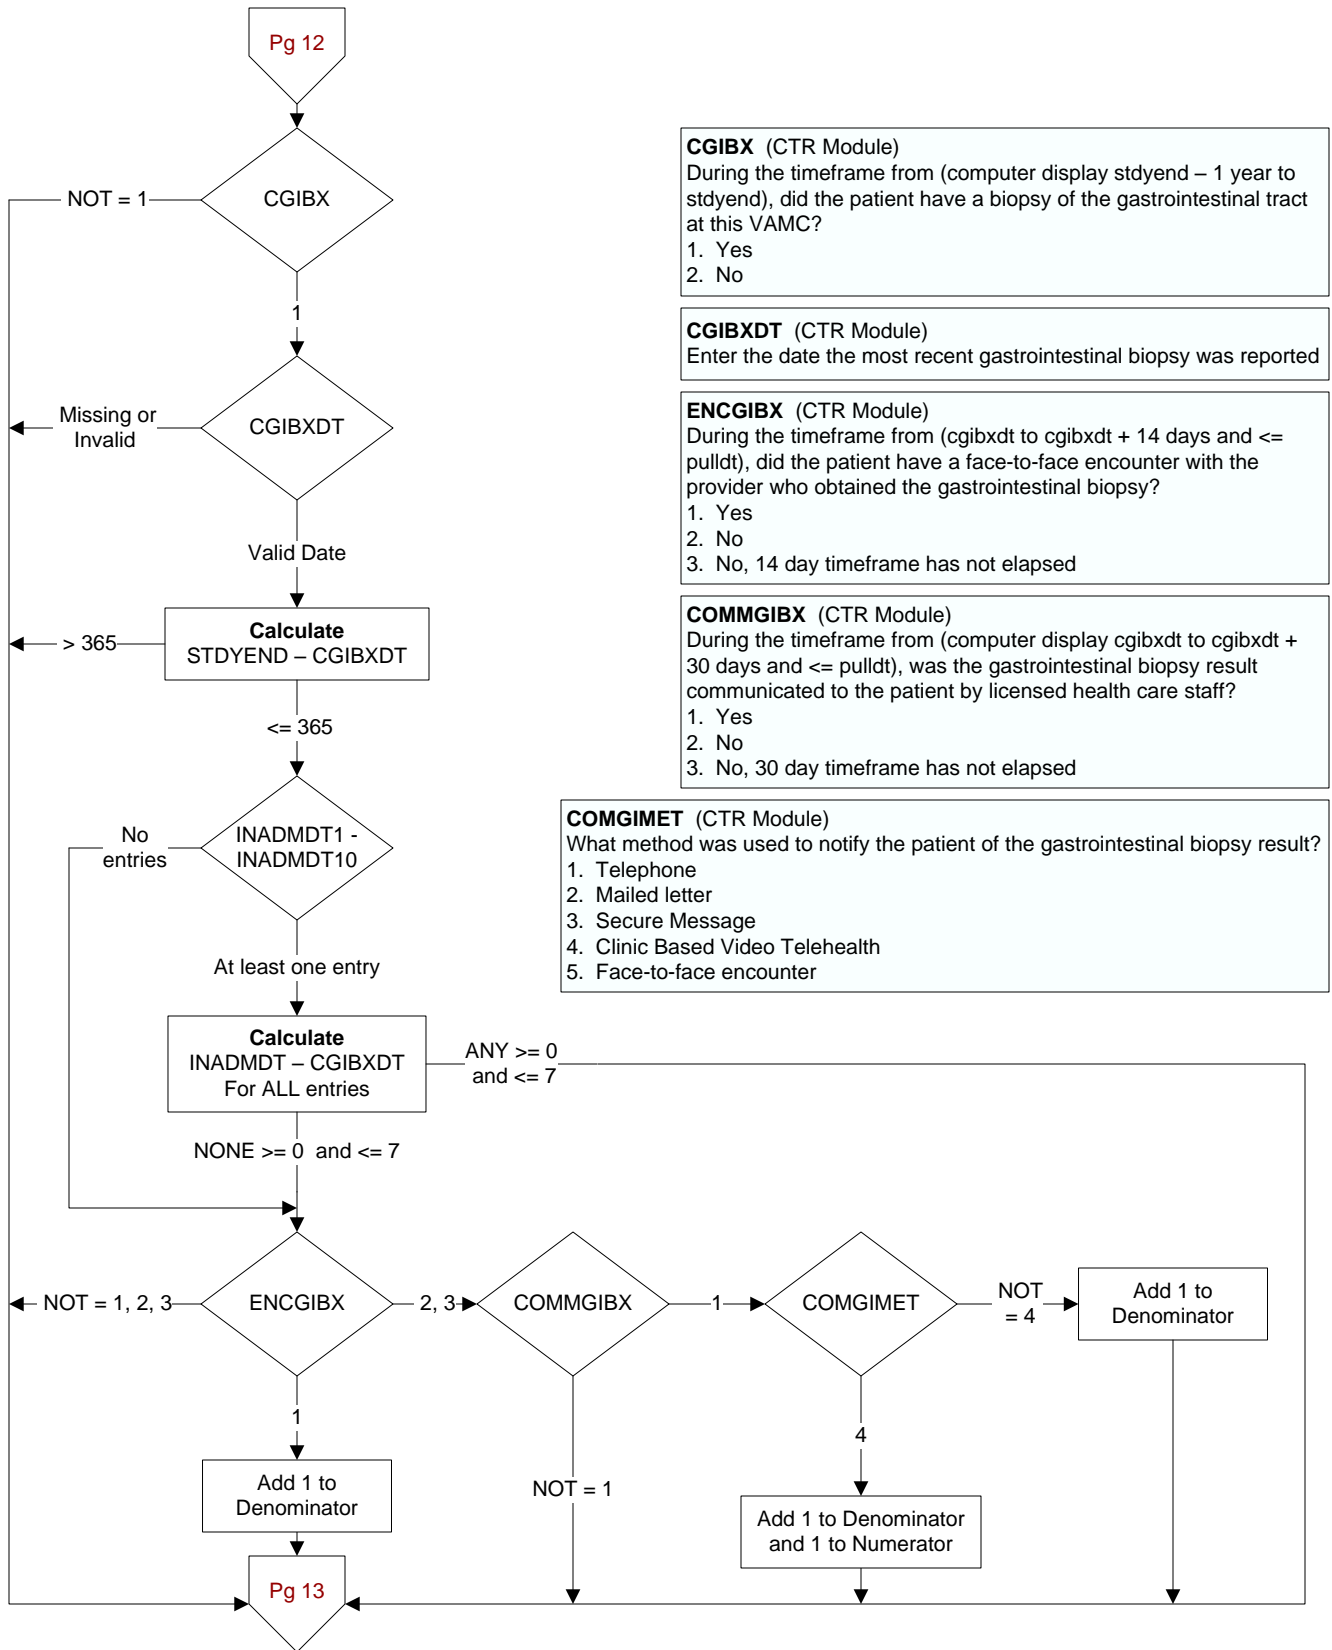 Pg 12
CGIBX
NOT = 1
1
CGIBXDT
Missing or
Invalid
Valid Date
Calculate
STDYEND – CGIBXDT
> 365
<= 365
INADMDT1 -
INADMDT10
No
entries
At least one entry
Calculate
INADMDT – CGIBXDT
For ALL entries
ANY >= 0
and <= 7
NONE >= 0 and <= 7
ENCGIBX
NOT = 1, 2, 3
2, 3
COMMGIBX
1
COMGIMET
NOT
= 4
Add 1 to
Denominator
1
4
NOT = 1
Add 1 to
Denominator
Add 1 to Denominator
and 1 to Numerator
Pg 13
CGIBX (CTR Module)
During the timeframe from (computer display stdyend – 1 year to
stdyend), did the patient have a biopsy of the gastrointestinal tract
at this VAMC?
1. Yes
2. No
CGIBXDT (CTR Module)
Enter the date the most recent gastrointestinal biopsy was reported
ENCGIBX (CTR Module)
During the timeframe from (cgibxdt to cgibxdt + 14 days and <=
pulldt), did the patient have a face-to-face encounter with the
provider who obtained the gastrointestinal biopsy?
1. Yes
2. No
3. No, 14 day timeframe has not elapsed
COMMGIBX (CTR Module)
During the timeframe from (computer display cgibxdt to cgibxdt +
30 days and <= pulldt), was the gastrointestinal biopsy result
communicated to the patient by licensed health care staff?
1. Yes
2. No
3. No, 30 day timeframe has not elapsed
COMGIMET (CTR Module)
What method was used to notify the patient of the gastrointestinal biopsy result?
1. Telephone
2. Mailed letter
3. Secure Message
4. Clinic Based Video Telehealth
5. Face-to-face encounter